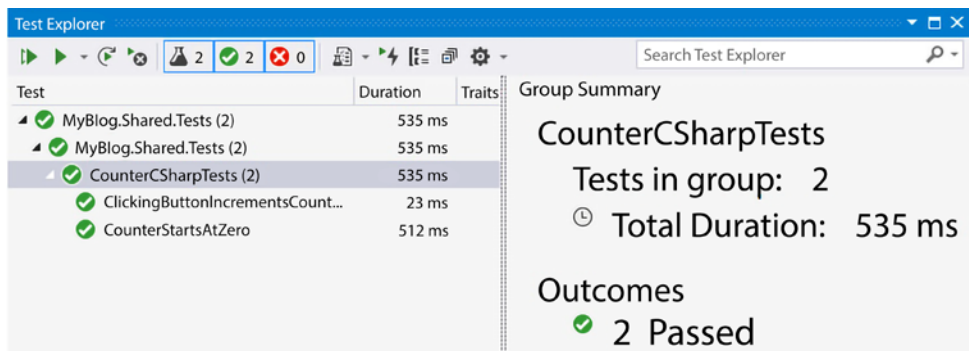 Test Explorer
2 2 0
Search Test Explorer
Test Duration Traits
MyBlog.Shared.Tests (2) 535 ms
MyBlog.Shared.Tests (2) 535 ms
CounterCSharpTests (2) 535 ms
ClickingButtonIncrementsCount... 23 ms
CounterStartsAtZero 512 ms
Group Summary
CounterCSharpTests
Tests in group: 2
Total Duration: 535 ms
Outcomes
2 Passed